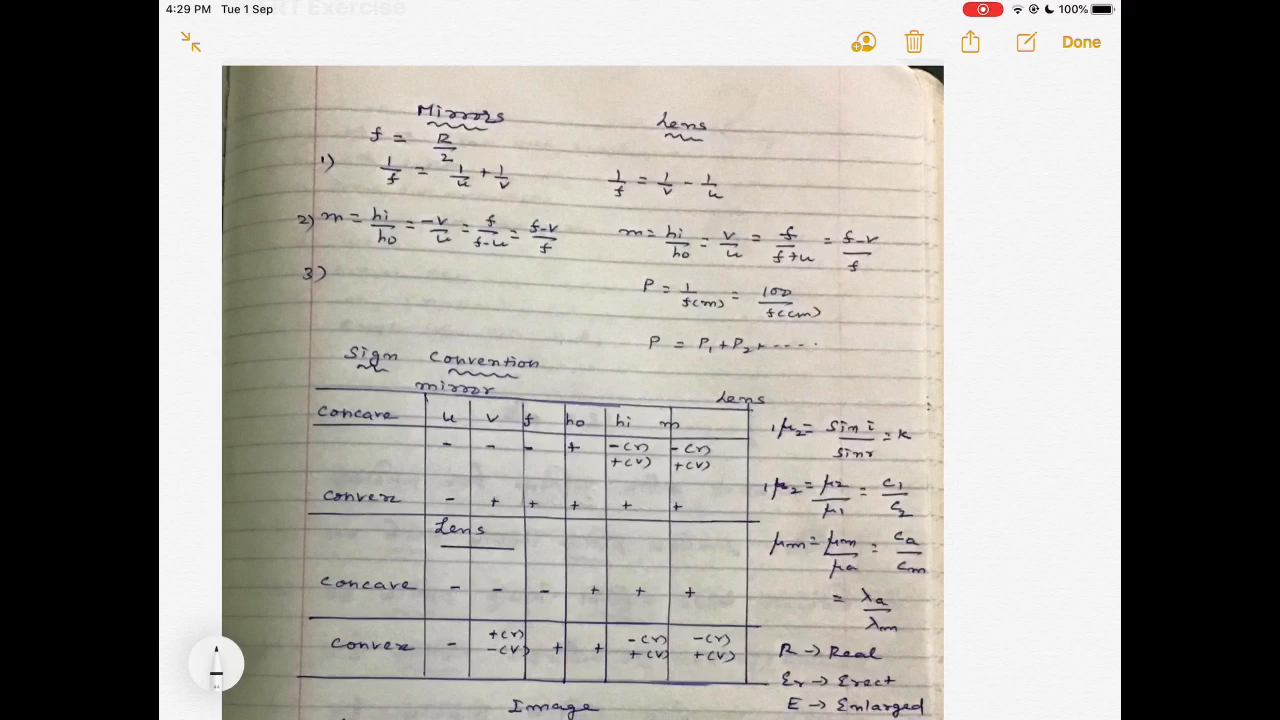 RT Exercise
4:29 PM Tue 1 Sep 100%
Done
Mirrors Lens
f = R/2
1) 1/f = 1/u + 1/v 1/f = 1/v - 1/u
2) m = hi/ho = -v/u = f/f-u = f-v/f m = hi/ho = v/u = f/f+u = f-v/f
3) P = 1/f(m) = 100/f(cm)
P = P1 + P2 + .....
Sign Convention
mirror Lens
Concave u v f ho hi m
- - - + -(r) +(v) -(r) +(v)
Convex - + + + + +
Lens
Concave - - - + + +
Convex - +(r) -(v) + + -(r) +(v) -(r) +(v)
1μ2 = Sin i/Sin r = K
1μ2 = μ2/μ1 = C1/C2
μm = μm/μa = Ca/Cm
= λa/λm
R → Real
Er → Erect
E → Enlarged
Image